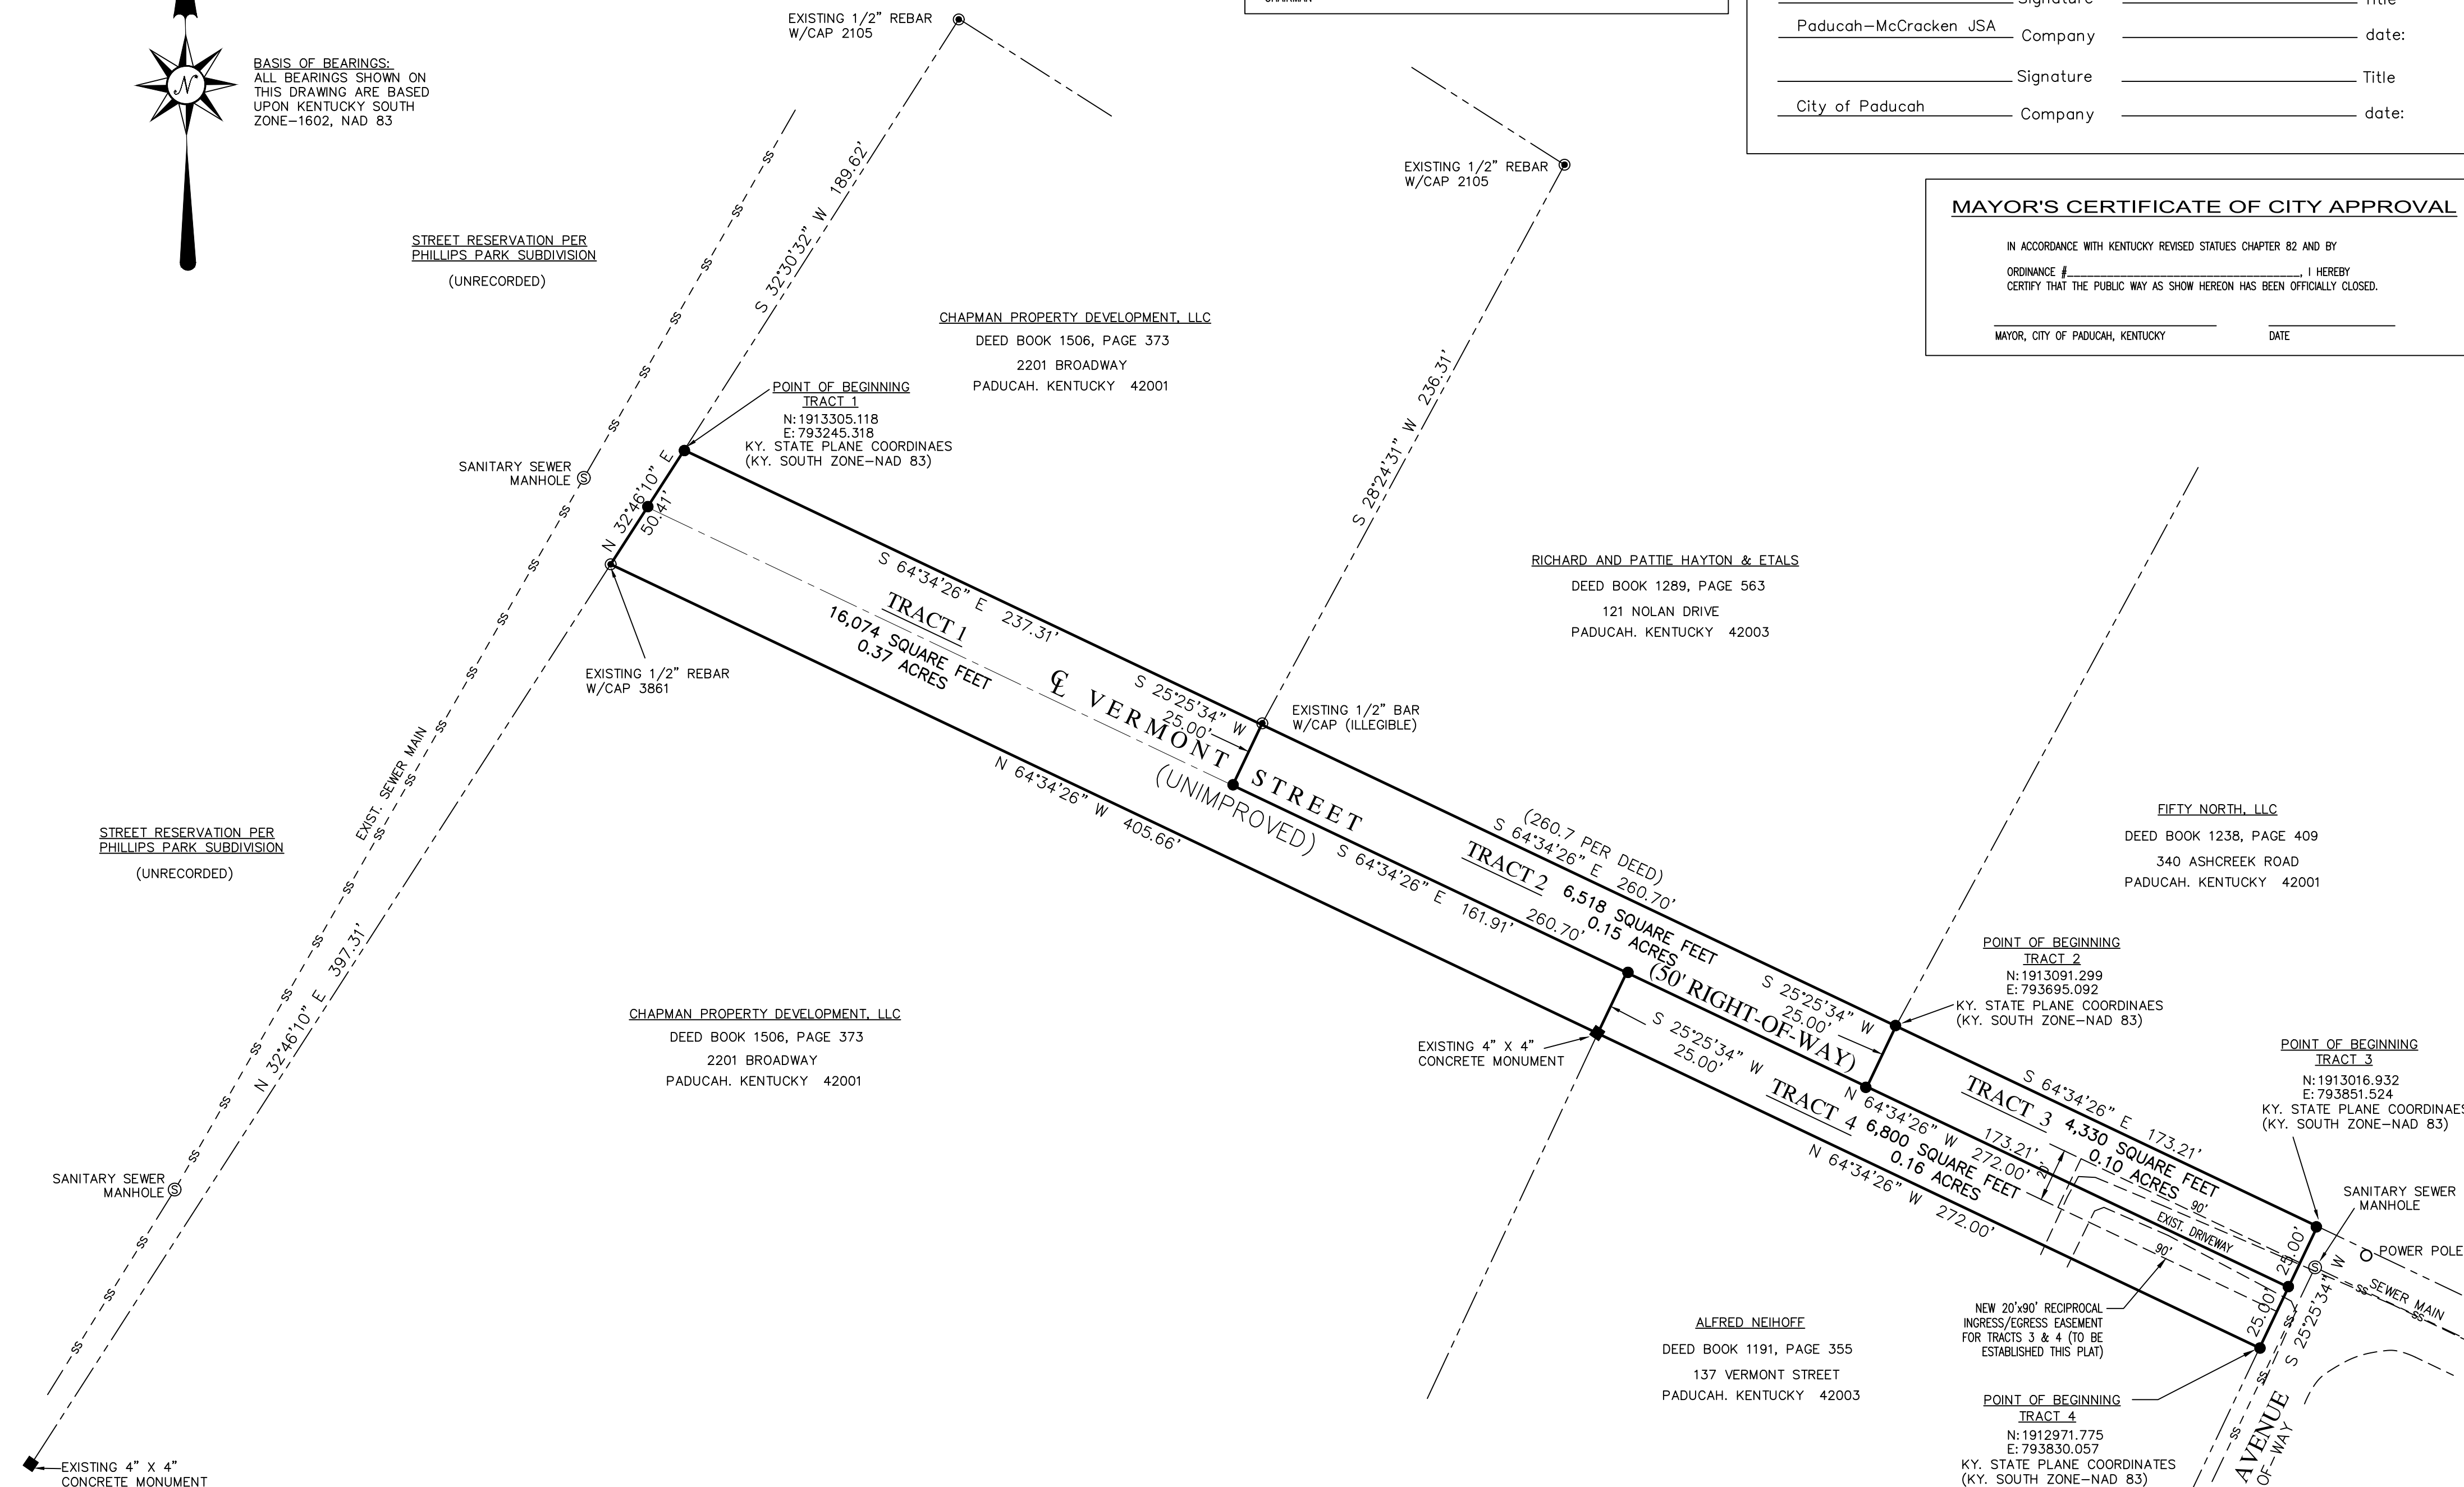 CHAIRMAN
Signature Title
Paducah-McCracken JSA Company date:
Signature Title
City of Paducah Company date:
MAYOR'S CERTIFICATE OF CITY APPROVAL
IN ACCORDANCE WITH KENTUCKY REVISED STATUES CHAPTER 82 AND BY
ORDINANCE #____________________________________, I HEREBY
CERTIFY THAT THE PUBLIC WAY AS SHOW HEREON HAS BEEN OFFICIALLY CLOSED.
MAYOR, CITY OF PADUCAH, KENTUCKY DATE
N
BASIS OF BEARINGS:
ALL BEARINGS SHOWN ON
THIS DRAWING ARE BASED
UPON KENTUCKY SOUTH
ZONE-1602, NAD 83
EXISTING 1/2" REBAR
W/CAP 2105
EXISTING 1/2" REBAR
W/CAP 2105
S 32°30'32" W 189.62'
STREET RESERVATION PER
PHILLIPS PARK SUBDIVISION
(UNRECORDED)
CHAPMAN PROPERTY DEVELOPMENT, LLC
DEED BOOK 1506, PAGE 373
2201 BROADWAY
PADUCAH. KENTUCKY 42001
POINT OF BEGINNING
TRACT 1
N:1913305.118
E:793245.318
KY. STATE PLANE COORDINAES
(KY. SOUTH ZONE-NAD 83)
S 28°24'31" W 236.31'
SANITARY SEWER
MANHOLE
S
N 32°46'10" E
50.41'
EXISTING 1/2" REBAR
W/CAP 3861
S 64°34'26" E 237.31'
TRACT 1
16,074 SQUARE FEET
0.37 ACRES
CL VERMONT STREET
(UNIMPROVED)
S 25°25'34" W
25.00'
EXISTING 1/2" BAR
W/CAP (ILLEGIBLE)
RICHARD AND PATTIE HAYTON & ETALS
DEED BOOK 1289, PAGE 563
121 NOLAN DRIVE
PADUCAH. KENTUCKY 42003
N 64°34'26" W 405.66'
S 64°34'26" E 161.91'
260.70'
(260.7 PER DEED)
S 64°34'26" E 260.70'
TRACT 2 6,518 SQUARE FEET
0.15 ACRES
(50' RIGHT-OF-WAY)
S 25°25'34" W
25.00'
FIFTY NORTH, LLC
DEED BOOK 1238, PAGE 409
340 ASHCREEK ROAD
PADUCAH. KENTUCKY 42001
POINT OF BEGINNING
TRACT 2
N:1913091.299
E:793695.092
KY. STATE PLANE COORDINAES
(KY. SOUTH ZONE-NAD 83)
POINT OF BEGINNING
TRACT 3
N:1913016.932
E:793851.524
KY. STATE PLANE COORDINAES
(KY. SOUTH ZONE-NAD 83)
EXIST. SEWER MAIN
STREET RESERVATION PER
PHILLIPS PARK SUBDIVISION
(UNRECORDED)
N 32°46'10" E 397.31'
CHAPMAN PROPERTY DEVELOPMENT, LLC
DEED BOOK 1506, PAGE 373
2201 BROADWAY
PADUCAH. KENTUCKY 42001
EXISTING 4" X 4"
CONCRETE MONUMENT
S 25°25'34" W
25.00'
TRACT 4 6,800 SQUARE FEET
0.16 ACRES
N 64°34'26" W 173.21'
272.00'
N 64°34'26" W 272.00'
TRACT 3 4,330 SQUARE FEET
0.10 ACRES
S 64°34'26" E 173.21'
20'
90'
EXIST. DRIVEWAY
90'
25.00'
25.00'
S 25°25'34" W
SANITARY SEWER
MANHOLE
S
POWER POLE
SEWER MAIN
SANITARY SEWER
MANHOLE
S
NEW 20'x90' RECIPROCAL
INGRESS/EGRESS EASEMENT
FOR TRACTS 3 & 4 (TO BE
ESTABLISHED THIS PLAT)
ALFRED NEIHOFF
DEED BOOK 1191, PAGE 355
137 VERMONT STREET
PADUCAH. KENTUCKY 42003
POINT OF BEGINNING
TRACT 4
N:1912971.775
E:793830.057
KY. STATE PLANE COORDINATES
(KY. SOUTH ZONE-NAD 83)
AVENUE
OF-WAY
EXISTING 4" X 4"
CONCRETE MONUMENT